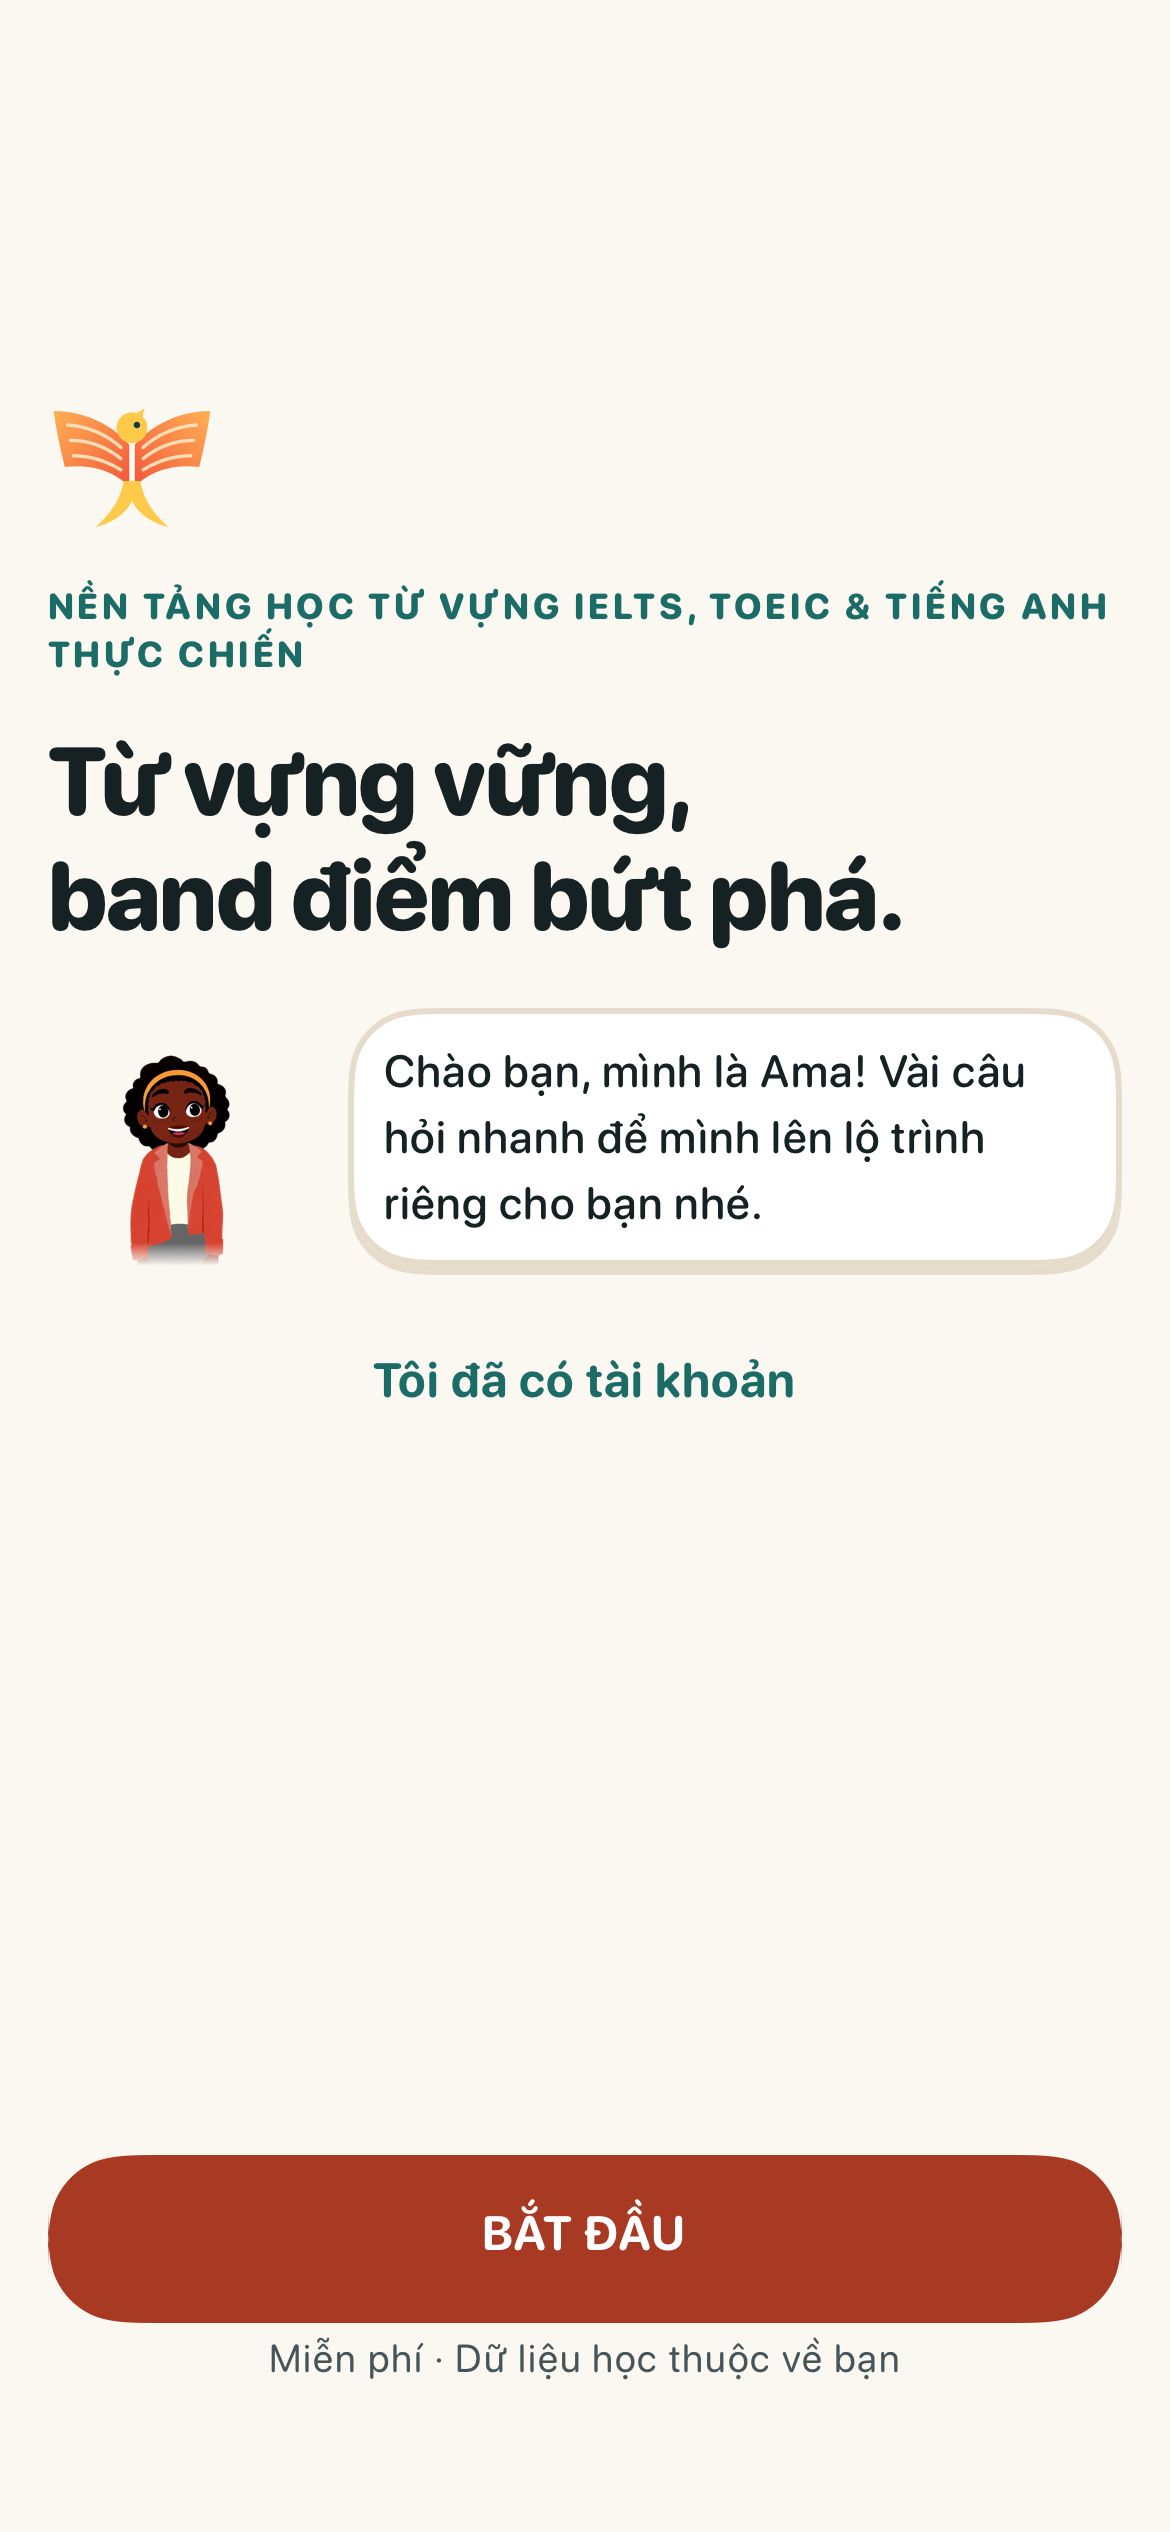 NỀN TẢNG HỌC TỪ VỰNG IELTS, TOEIC & TIẾNG ANH
THỰC CHIẾN
Từ vựng vững,
band điểm bứt phá.
Chào bạn, mình là Ama! Vài câu
hỏi nhanh để mình lên lộ trình
riêng cho bạn nhé.
Tôi đã có tài khoản
BẮT ĐẦU
Miễn phí · Dữ liệu học thuộc về bạn